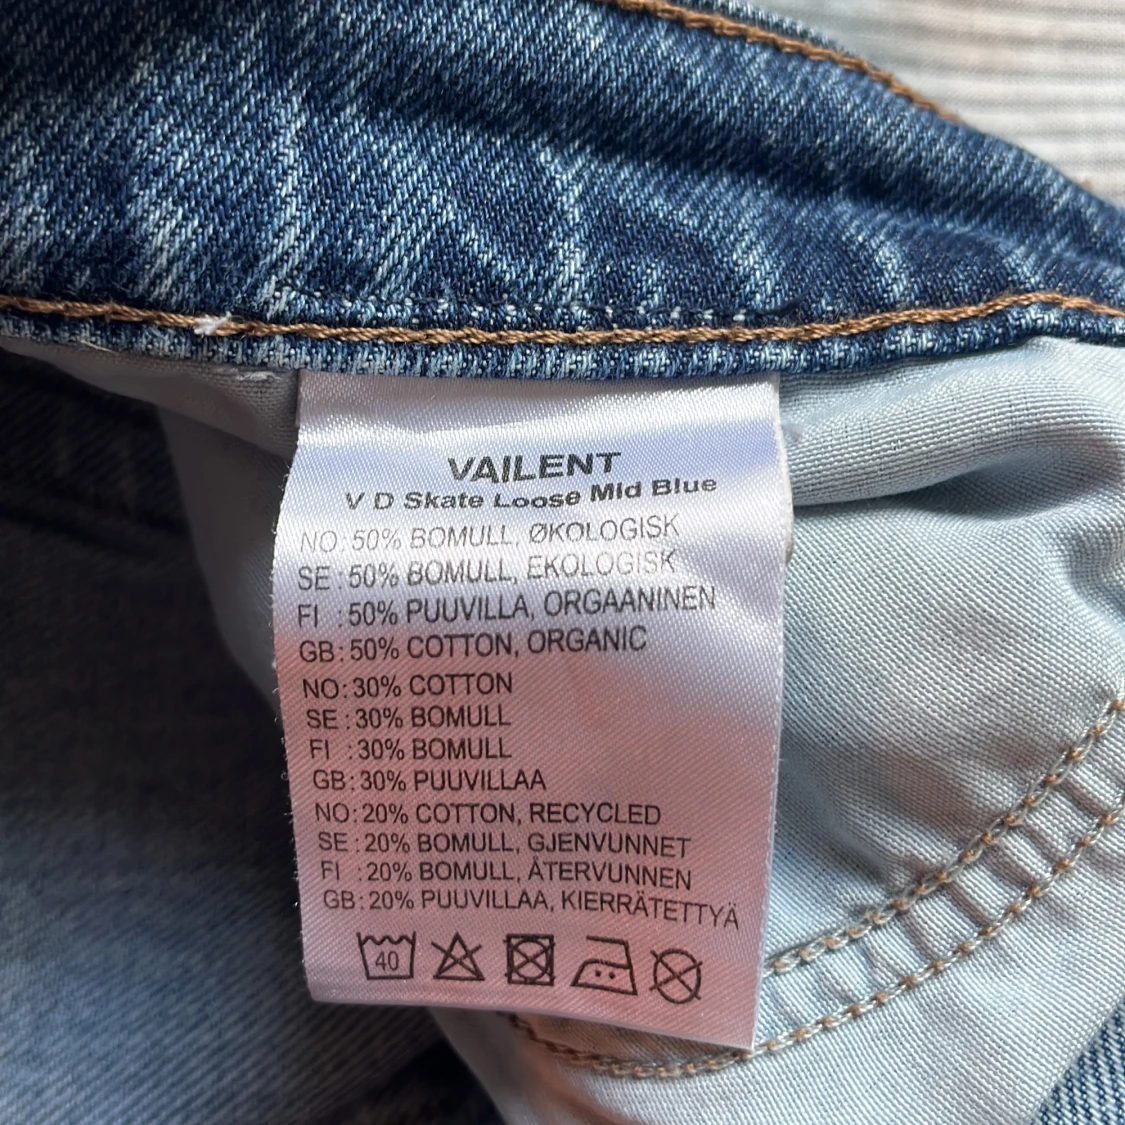 VAILENT
V D Skate Loose Mid Blue
NO: 50% BOMULL, ØKOLOGISK
SE : 50% BOMULL, EKOLOGISK
FI : 50% PUUVILLA, ORGAANINEN
GB: 50% COTTON, ORGANIC
NO: 30% COTTON
SE : 30% BOMULL
FI : 30% BOMULL
GB: 30% PUUVILLAA
NO: 20% COTTON, RECYCLED
SE : 20% BOMULL, GJENVUNNET
FI : 20% BOMULL, ÅTERVUNNEN
GB: 20% PUUVILLAA, KIERRÄTETTYÄ
40